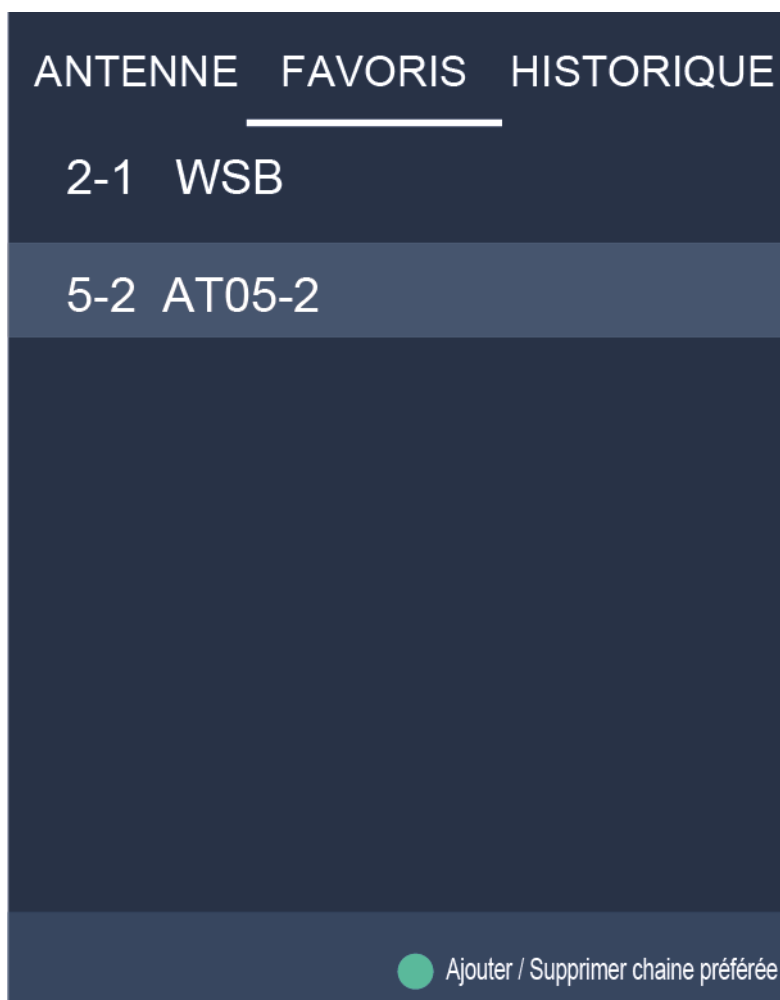 ANTENNE FAVORIS HISTORIQUE
2-1 WSB
5-2 AT05-2
Ajouter / Supprimer chaine préférée